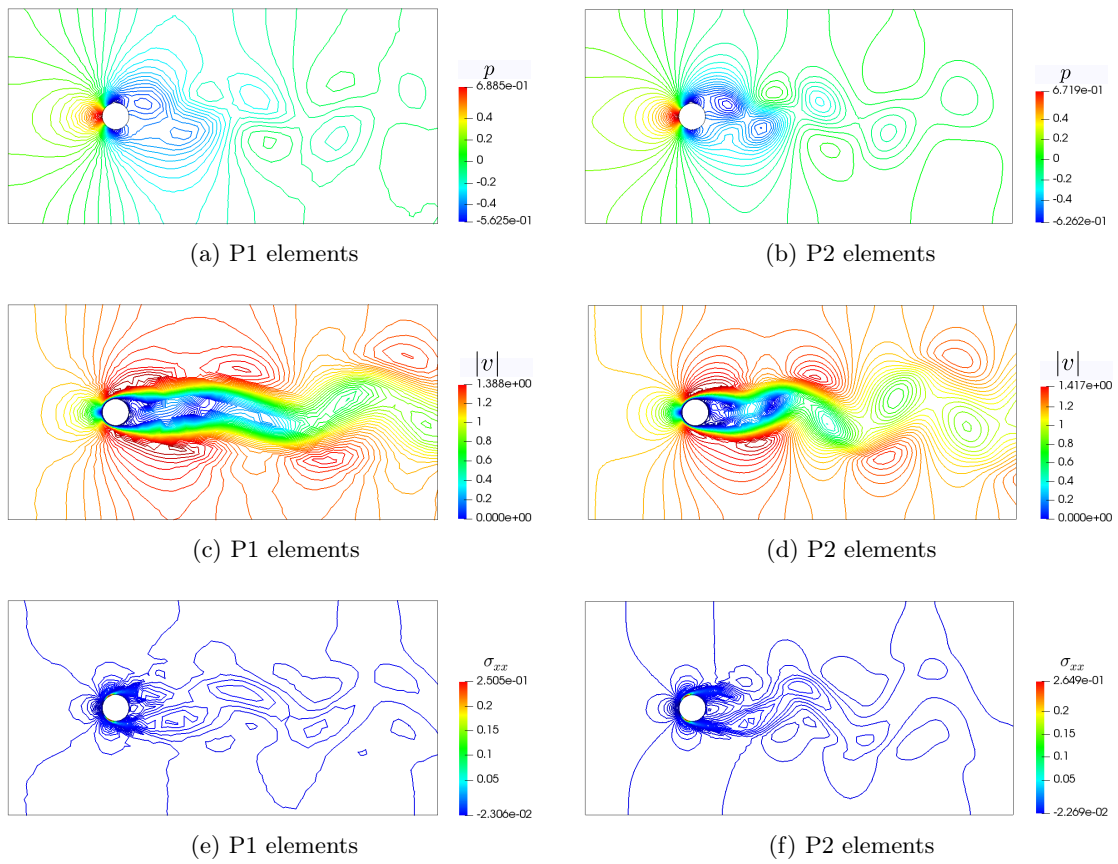 p
6.885e-01
0.4
0.2
0
-0.2
-0.4
-5.625e-01
(a) P1 elements
p
6.719e-01
0.4
0.2
0
-0.2
-0.4
-6.262e-01
(b) P2 elements
|v|
1.388e+00
1.2
1
0.8
0.6
0.4
0.2
0.000e+00
(c) P1 elements
|v|
1.417e+00
1.2
1
0.8
0.6
0.4
0.2
0.000e+00
(d) P2 elements
σxx
2.505e-01
0.2
0.15
0.1
0.05
-2.306e-02
(e) P1 elements
σxx
2.649e-01
0.2
0.15
0.1
0.05
-2.269e-02
(f) P2 elements